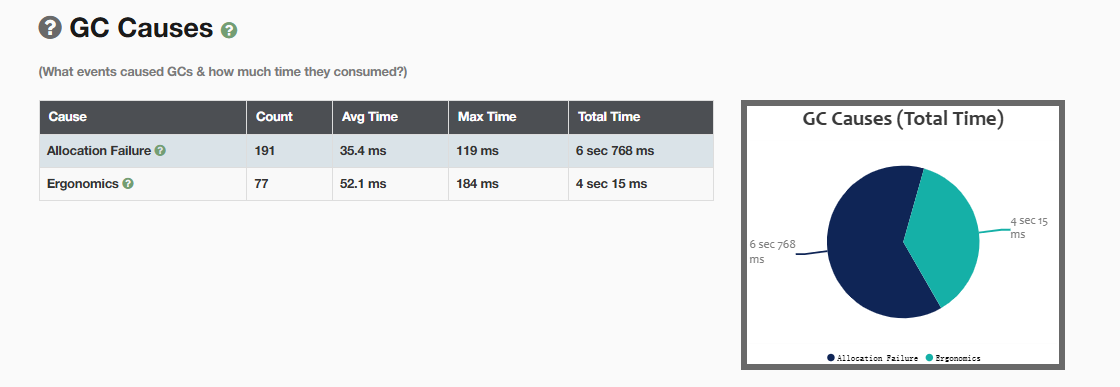 ? GC Causes ?
(What events caused GCs & how much time they consumed?)
Cause Count Avg Time Max Time Total Time
Allocation Failure ? 191 35.4 ms 119 ms 6 sec 768 ms
Ergonomics ? 77 52.1 ms 184 ms 4 sec 15 ms
GC Causes (Total Time)
4 sec 15
ms
6 sec 768
ms
Allocation Failure Ergonomics